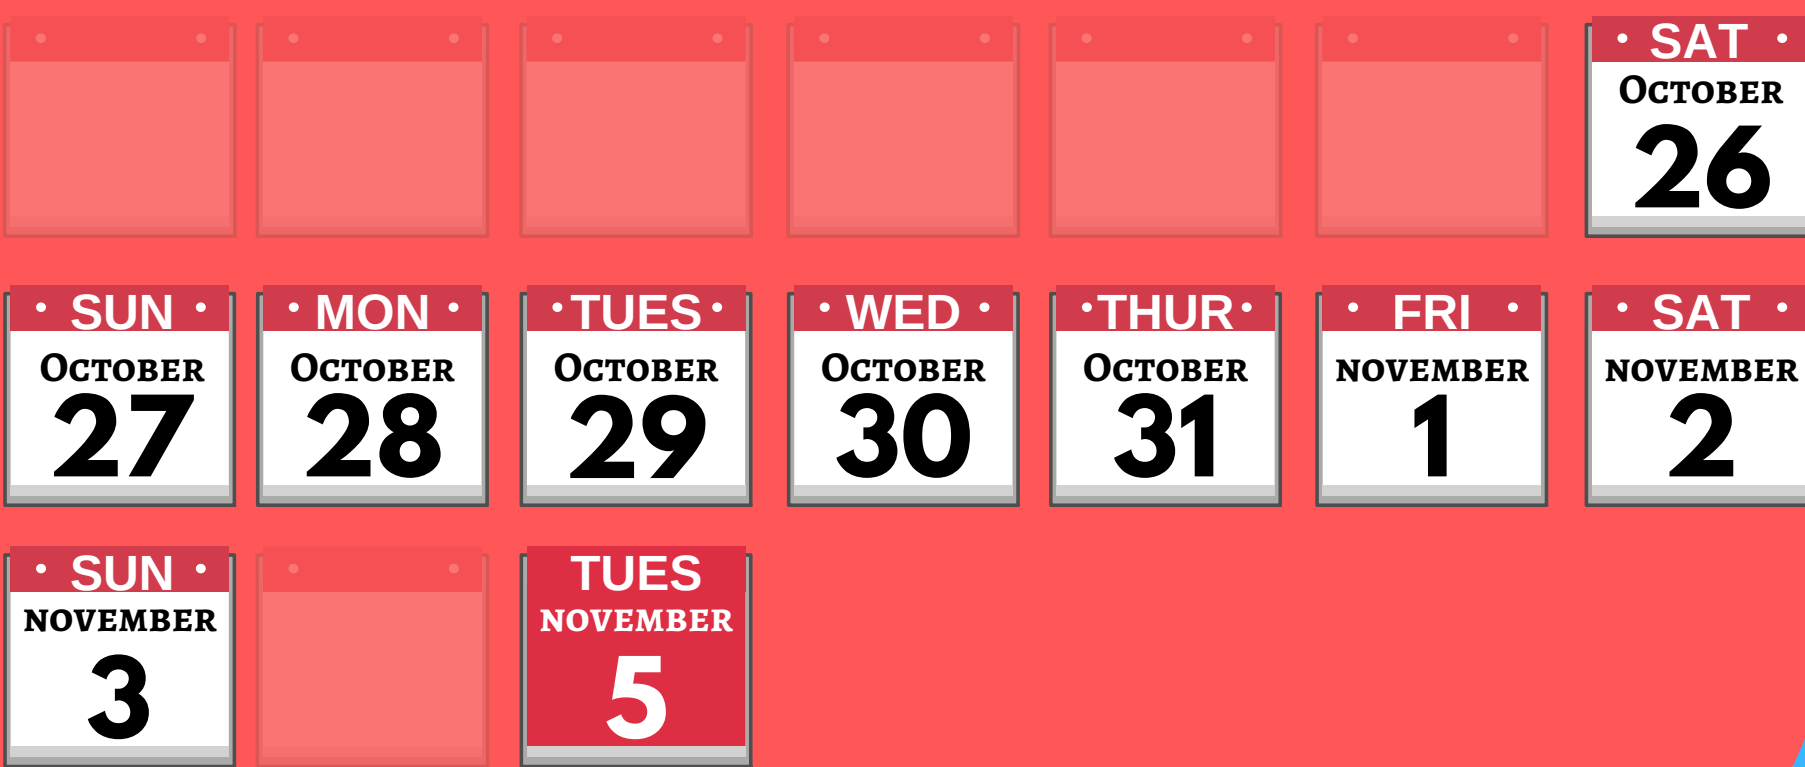 SAT
October
26
SUN MON TUES WED THUR FRI SAT
October October October October October november november
27 28 29 30 31 1 2
SUN TUES
november november
3 5